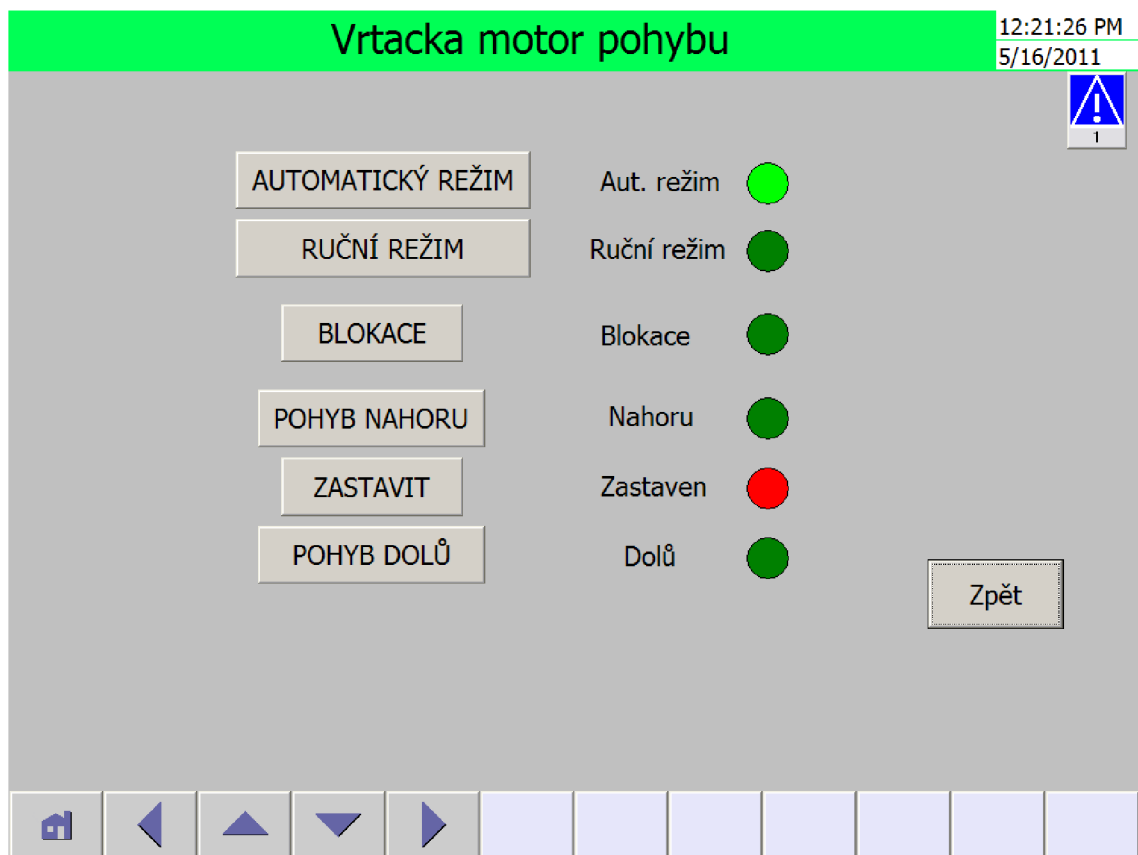 Vrtacka motor pohybu
12:21:26 PM
5/16/2011
1
AUTOMATICKÝ REŽIM
Aut. režim
RUČNÍ REŽIM
Ruční režim
BLOKACE
Blokace
POHYB NAHORU
Nahoru
ZASTAVIT
Zastaven
POHYB DOLŮ
Dolů
Zpět